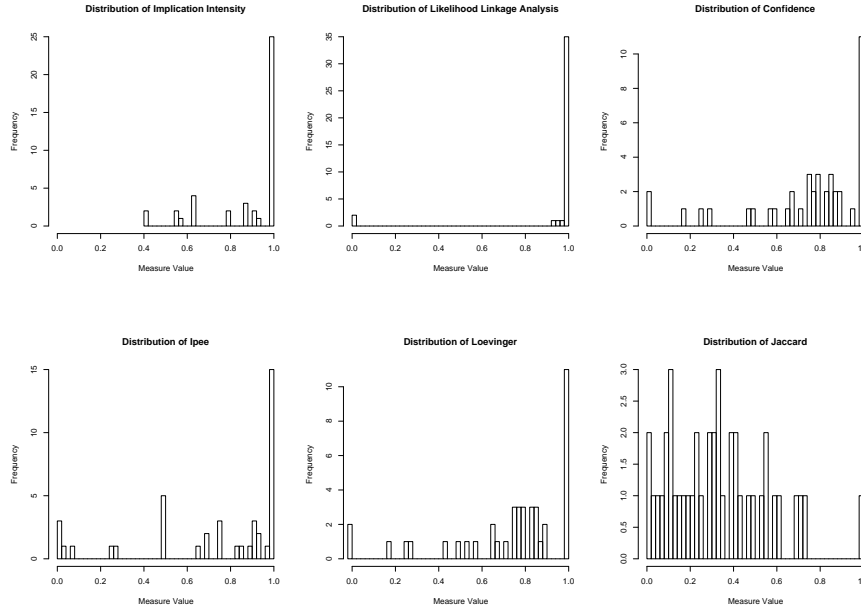 Distribution of Implication Intensity
Frequency
0 5 10 15 20 25
0.0 0.2 0.4 0.6 0.8 1.0
Measure Value
Distribution of Likelihood Linkage Analysis
Frequency
0 5 10 15 20 25 30 35
0.0 0.2 0.4 0.6 0.8 1.0
Measure Value
Distribution of Confidence
Frequency
0 2 4 6 8 10
0.0 0.2 0.4 0.6 0.8
Measure Value
Distribution of Ipee
Frequency
0 5 10 15
0.0 0.2 0.4 0.6 0.8 1.0
Measure Value
Distribution of Loevinger
Frequency
0 2 4 6 8 10
0.0 0.2 0.4 0.6 0.8 1.0
Measure Value
Distribution of Jaccard
Frequency
0.0 0.5 1.0 1.5 2.0 2.5 3.0
0.0 0.2 0.4 0.6 0.8
Measure Value